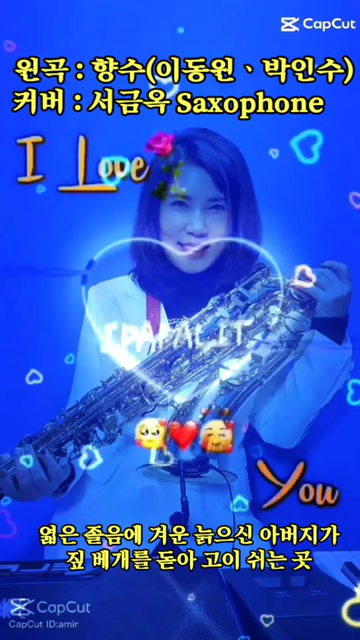 CapCut
원곡 : 향수(이동원、박인수)
커버 : 서금옥 Saxophone
I Love
You
엷은 졸음에 겨운 늙으신 아버지가
짚 베개를 돋아 고이 쉬는 곳
CapCut
CapCut ID:amir